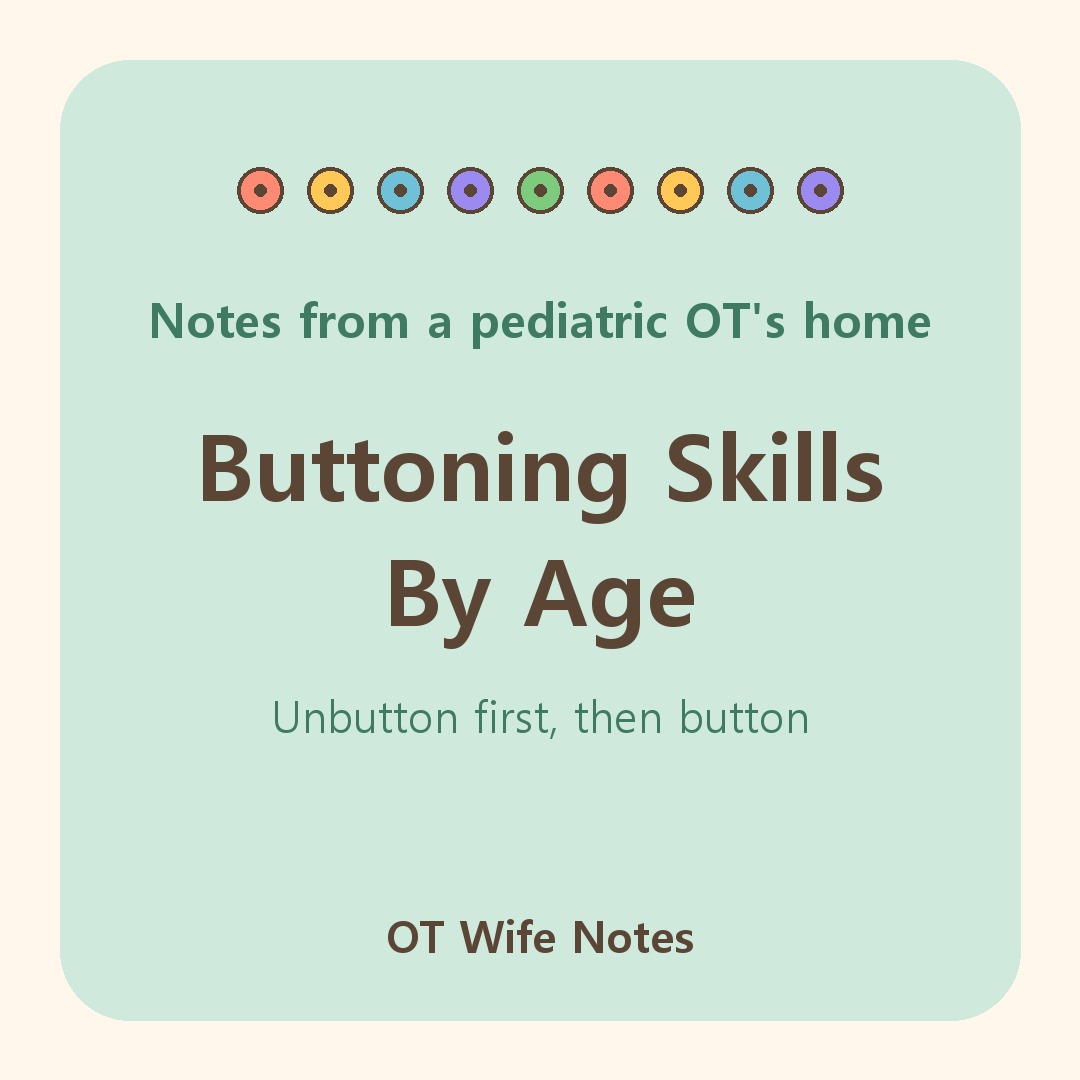 Notes from a pediatric OT's home
Buttoning Skills
By Age
Unbutton first, then button
OT Wife Notes